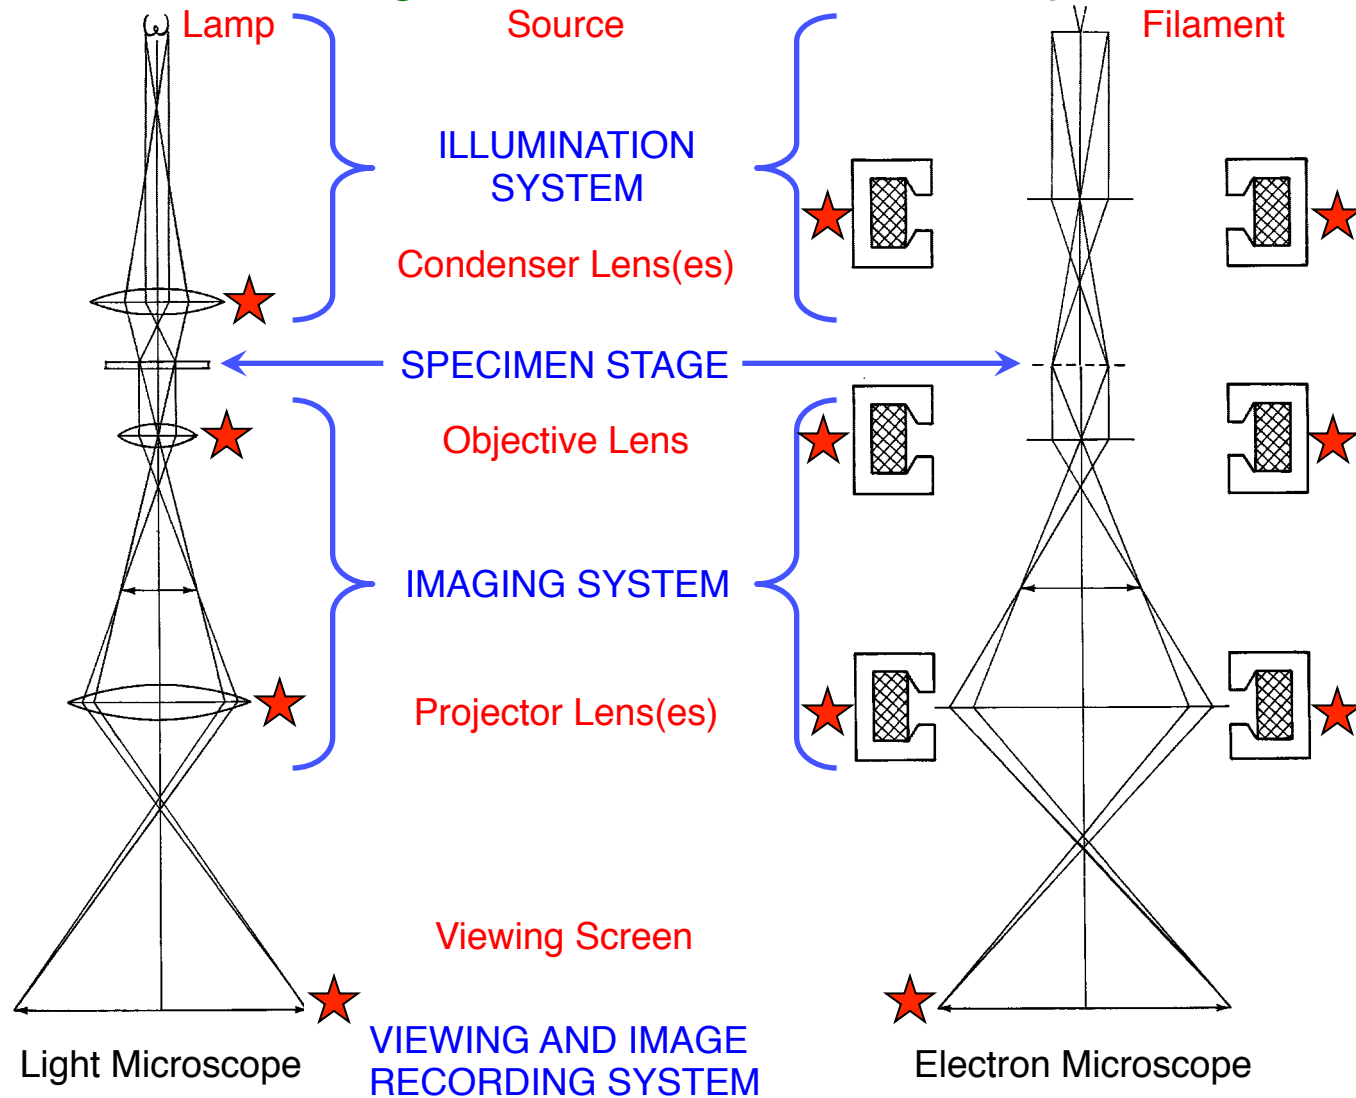 Lamp
Source
Filament
ILLUMINATION
SYSTEM
Condenser Lens(es)
SPECIMEN STAGE
Objective Lens
IMAGING SYSTEM
Projector Lens(es)
Viewing Screen
VIEWING AND IMAGE
RECORDING SYSTEM
Light Microscope
Electron Microscope